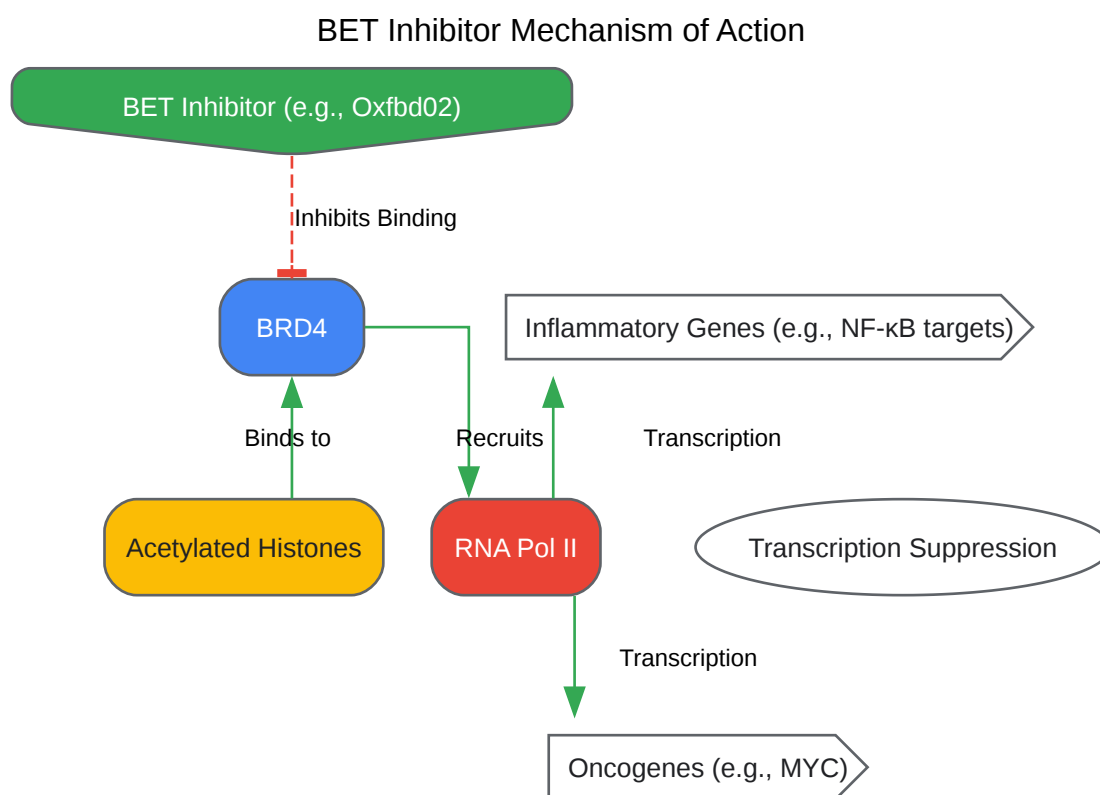 BET Inhibitor Mechanism of Action
BET Inhibitor (e.g., Oxfbd02)
Inhibits Binding
BRD4
Inflammatory Genes (e.g., NF-κB targets)
Binds to
Recruits
Transcription
Acetylated Histones
RNA Pol II
Transcription Suppression
Transcription
Oncogenes (e.g., MYC)